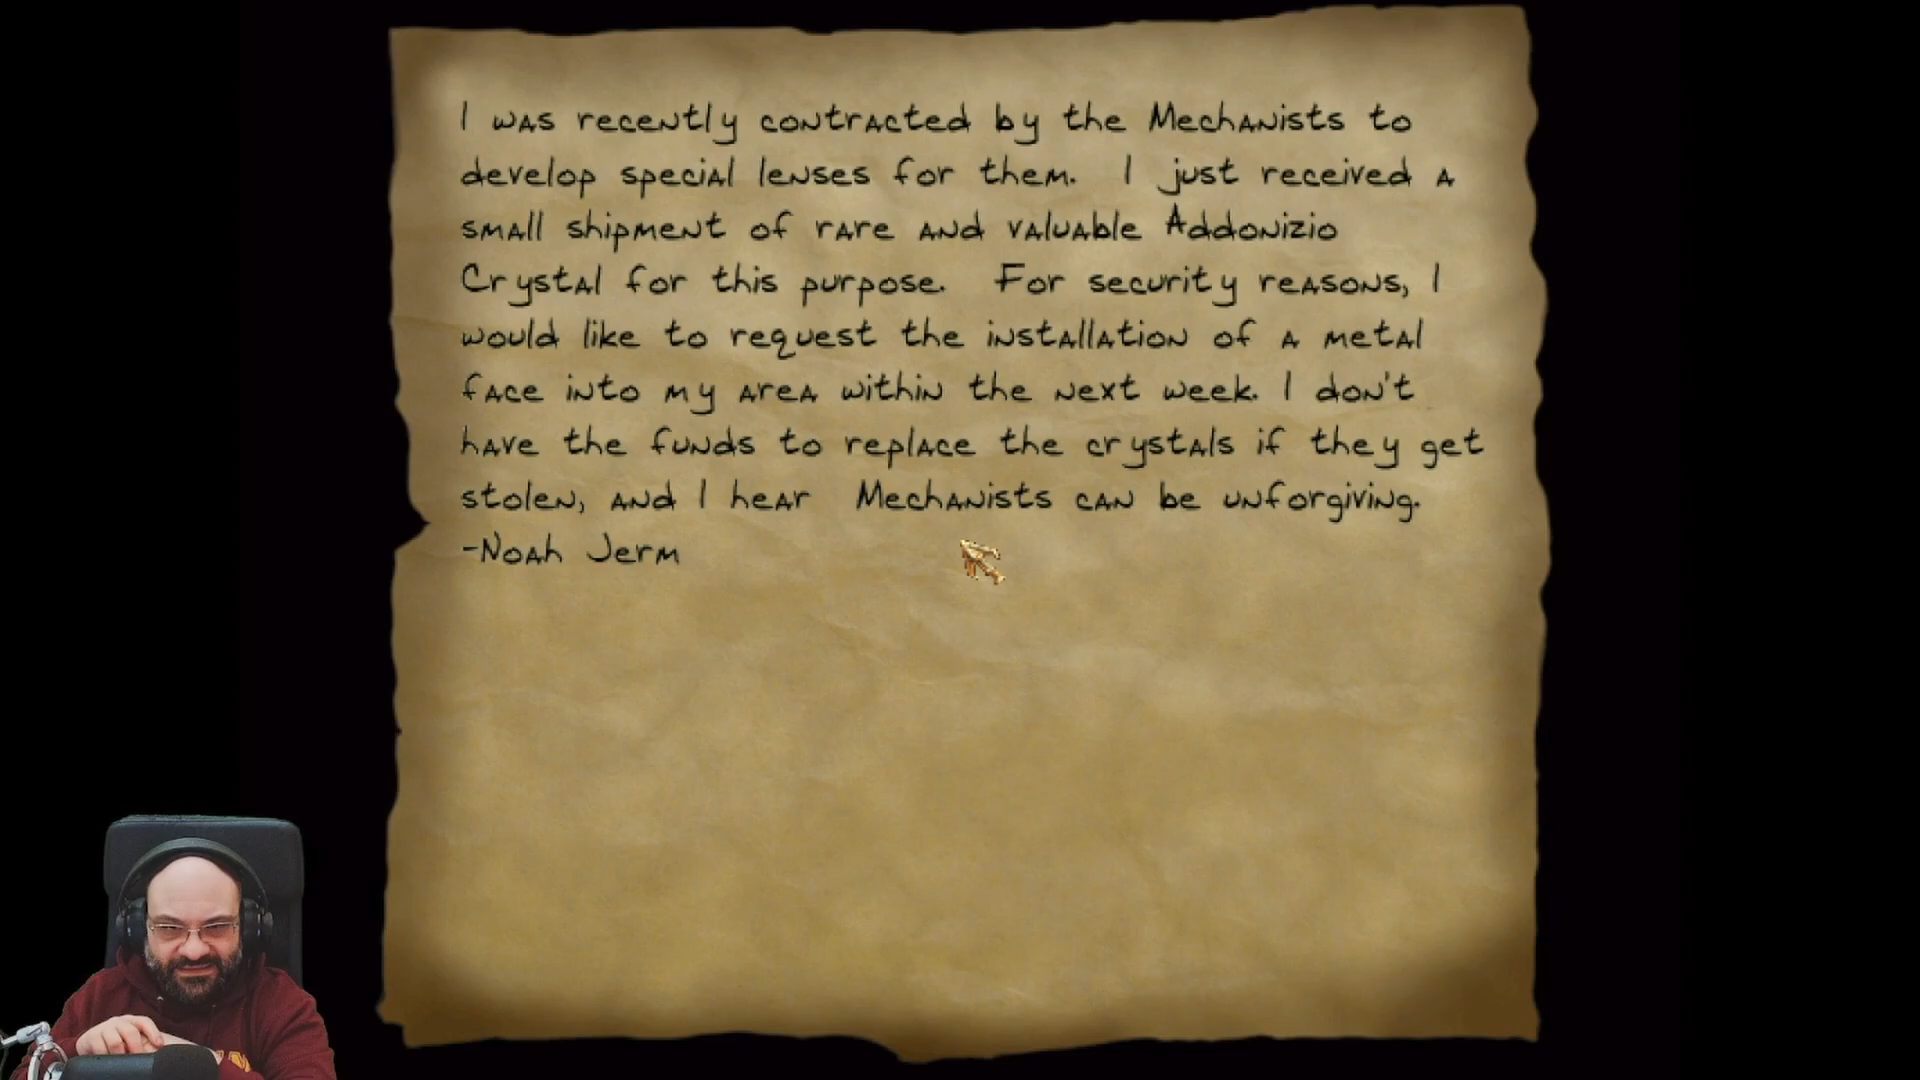 I was recently contracted by the Mechanists to
develop special lenses for them. I just received a
small shipment of rare and valuable Addonizio
Crystal for this purpose. For security reasons, I
would like to request the installation of a metal
face into my area within the next week. I don't
have the funds to replace the crystals if they get
stolen, and I hear Mechanists can be unforgiving.
-Noah Jerm